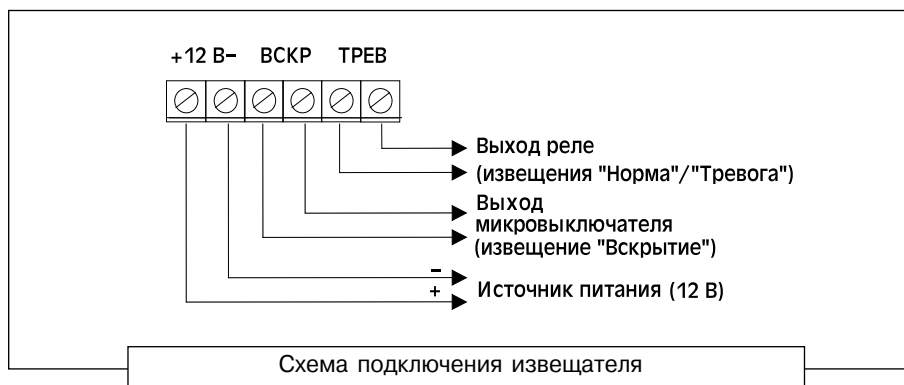 +12 В– ВСКР ТРЕВ
Выход реле
(извещения "Норма"/"Тревога")
Выход
микровыключателя
(извещение "Вскрытие")
–
+ Источник питания (12 В)
Схема подключения извещателя